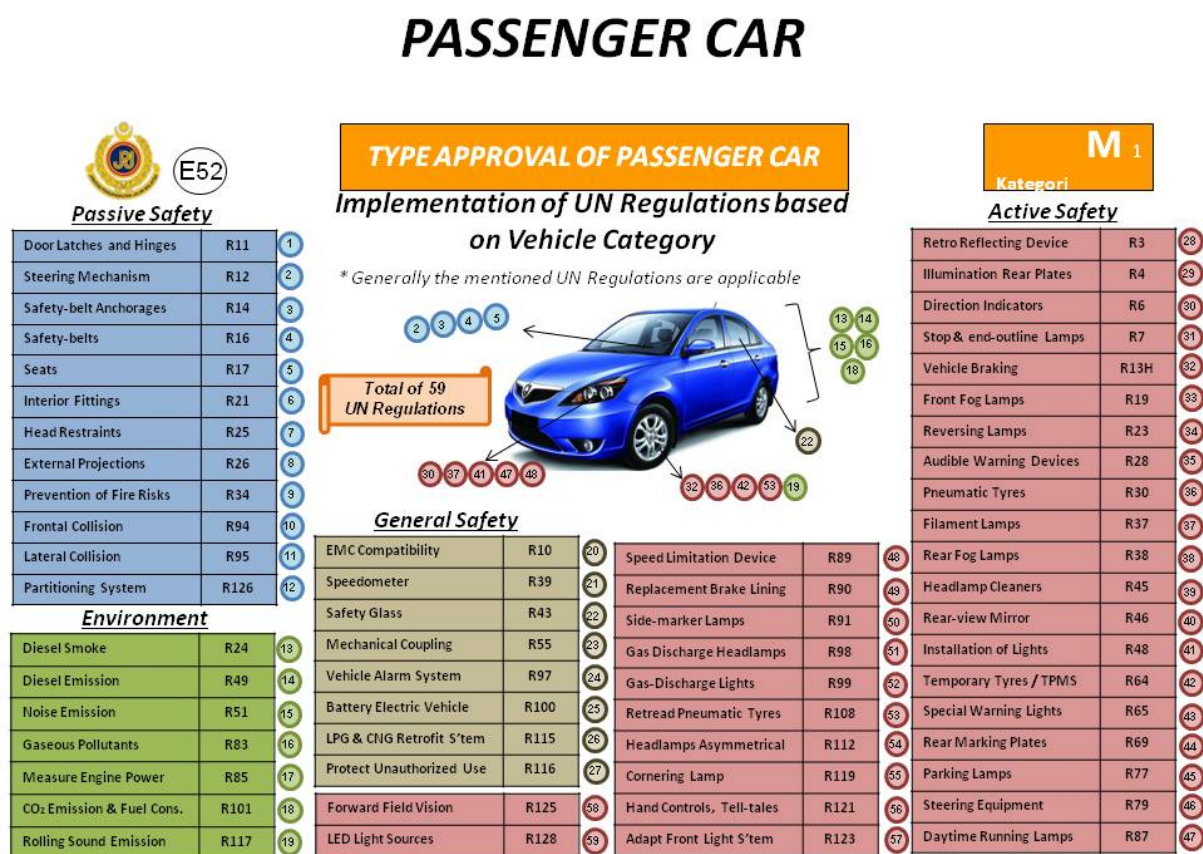 PASSENGER CAR
JPJ
E52
TYPE APPROVAL OF PASSENGER CAR
M 1
Kategori
Implementation of UN Regulations based
on Vehicle Category
* Generally the mentioned UN Regulations are applicable
Passive Safety
Door Latches and Hinges R11 1
Steering Mechanism R12 2
Safety-belt Anchorages R14 3
Safety-belts R16 4
Seats R17 5
Interior Fittings R21 6
Head Restraints R25 7
External Projections R26 8
Prevention of Fire Risks R34 9
Frontal Collision R94 10
Lateral Collision R95 11
Partitioning System R126 12
Environment
Diesel Smoke R24 13
Diesel Emission R49 14
Noise Emission R51 15
Gaseous Pollutants R83 16
Measure Engine Power R85 17
CO₂ Emission & Fuel Cons. R101 18
Rolling Sound Emission R117 19
2 3 4 5
13 14
15 16
18
Total of 59
UN Regulations
22
30 37 41 47 48
32 36 42 53 19
General Safety
EMC Compatibility R10 20
Speedometer R39 21
Safety Glass R43 22
Mechanical Coupling R55 23
Vehicle Alarm System R97 24
Battery Electric Vehicle R100 25
LPG & CNG Retrofit S'tem R115 26
Protect Unauthorized Use R116 27
Forward Field Vision R125 58
LED Light Sources R128 59
Speed Limitation Device R89 48
Replacement Brake Lining R90 49
Side-marker Lamps R91 50
Gas Discharge Headlamps R98 51
Gas-Discharge Lights R99 52
Retread Pneumatic Tyres R108 53
Headlamps Asymmetrical R112 54
Cornering Lamp R119 55
Hand Controls, Tell-tales R121 56
Adapt Front Light S'tem R123 57
Active Safety
Retro Reflecting Device R3 28
Illumination Rear Plates R4 29
Direction Indicators R6 30
Stop & end-outline Lamps R7 31
Vehicle Braking R13H 32
Front Fog Lamps R19 33
Reversing Lamps R23 34
Audible Warning Devices R28 35
Pneumatic Tyres R30 36
Filament Lamps R37 37
Rear Fog Lamps R38 38
Headlamp Cleaners R45 39
Rear-view Mirror R46 40
Installation of Lights R48 41
Temporary Tyres / TPMS R64 42
Special Warning Lights R65 43
Rear Marking Plates R69 44
Parking Lamps R77 45
Steering Equipment R79 46
Daytime Running Lamps R87 47